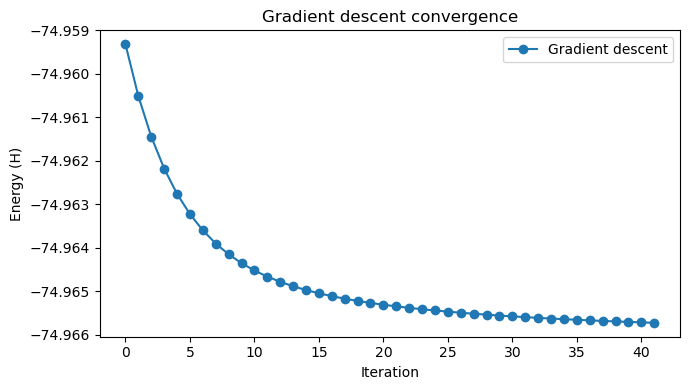 Gradient descent convergence
Gradient descent
−74.959
−74.960
−74.961
−74.962
−74.963
−74.964
−74.965
−74.966
Energy (H)
0 5 10 15 20 25 30 35 40
Iteration